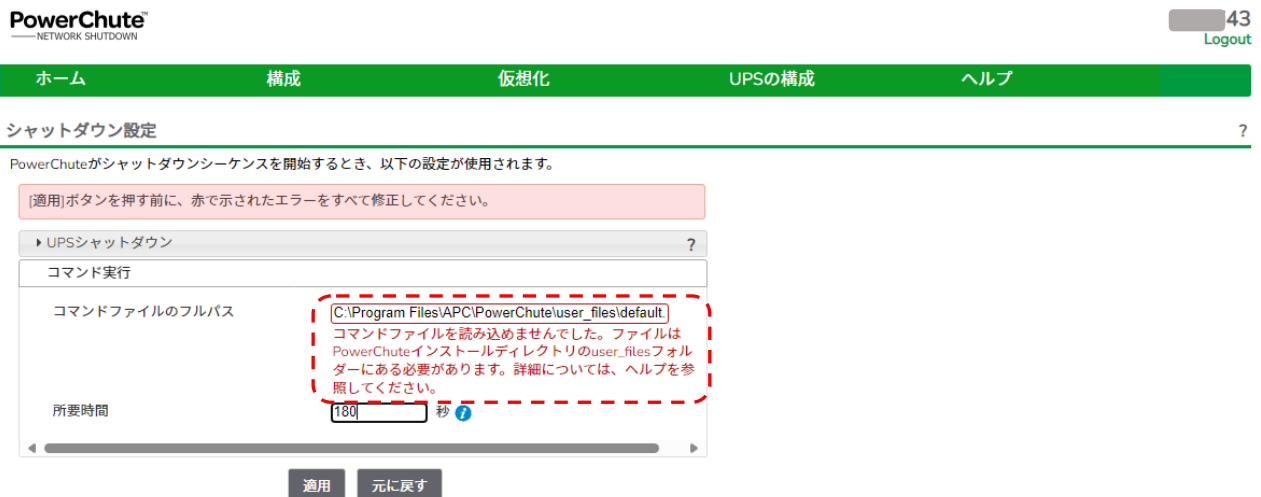 PowerChute™
NETWORK SHUTDOWN
43
Logout
ホーム 構成 仮想化 UPSの構成 ヘルプ
シャットダウン設定 ?
PowerChuteがシャットダウンシーケンスを開始するとき、以下の設定が使用されます。
[適用]ボタンを押す前に、赤で示されたエラーをすべて修正してください。
UPSシャットダウン ?
コマンド実行
コマンドファイルのフルパス C:\Program Files\APC\PowerChute\user_files\default.
コマンドファイルを読み込めませんでした。ファイルは
PowerChuteインストールディレクトリのuser_filesフォル
ダーにある必要があります。詳細については、ヘルプを参
照してください。
所要時間 180 秒 i
適用 元に戻す